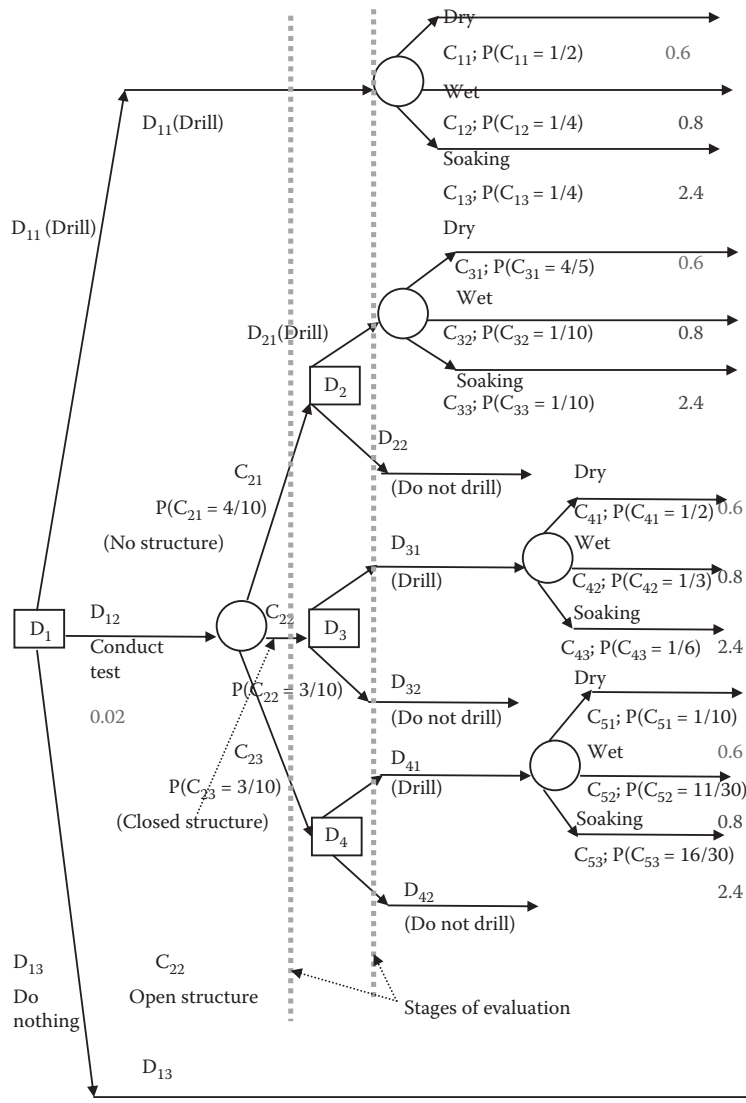 Dry
C11; P(C11 = 1/2) 0.6
Wet
D11(Drill)
C12; P(C12 = 1/4) 0.8
Soaking
C13; P(C13 = 1/4) 2.4
D11 (Drill)
Dry
C31; P(C31 = 4/5) 0.6
Wet
D21(Drill)
C32; P(C32 = 1/10) 0.8
Soaking
D2
C33; P(C33 = 1/10) 2.4
D22
C21
(Do not drill)
Dry
P(C21 = 4/10)
C41; P(C41 = 1/2) 0.6
(No structure)
D31
Wet
(Drill)
C42; P(C42 = 1/3) 0.8
D12
C22
Soaking
D1
D3
Conduct
test
C43; P(C43 = 1/6) 2.4
D32
Dry
P(C22 = 3/10)
(Do not drill)
0.02
C51; P(C51 = 1/10)
C23
D41
Wet
0.6
P(C23 = 3/10)
(Drill)
C52; P(C52 = 11/30)
(Closed structure)
Soaking 0.8
D4
C53; P(C53 = 16/30)
D42
2.4
(Do not drill)
D13
C22
Do
nothing
Open structure
Stages of evaluation
D13